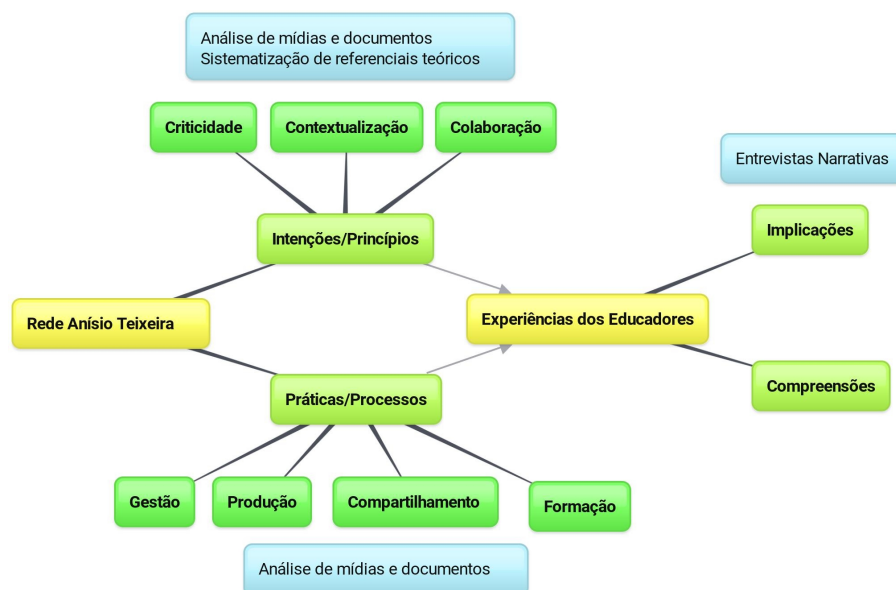 Análise de mídias e documentos
Sistematização de referenciais teóricos
Criticidade
Contextualização
Colaboração
Entrevistas Narrativas
Implicações
Intenções/Princípios
Rede Anísio Teixeira
Experiências dos Educadores
Práticas/Processos
Compreensões
Gestão
Produção
Compartilhamento
Formação
Análise de mídias e documentos